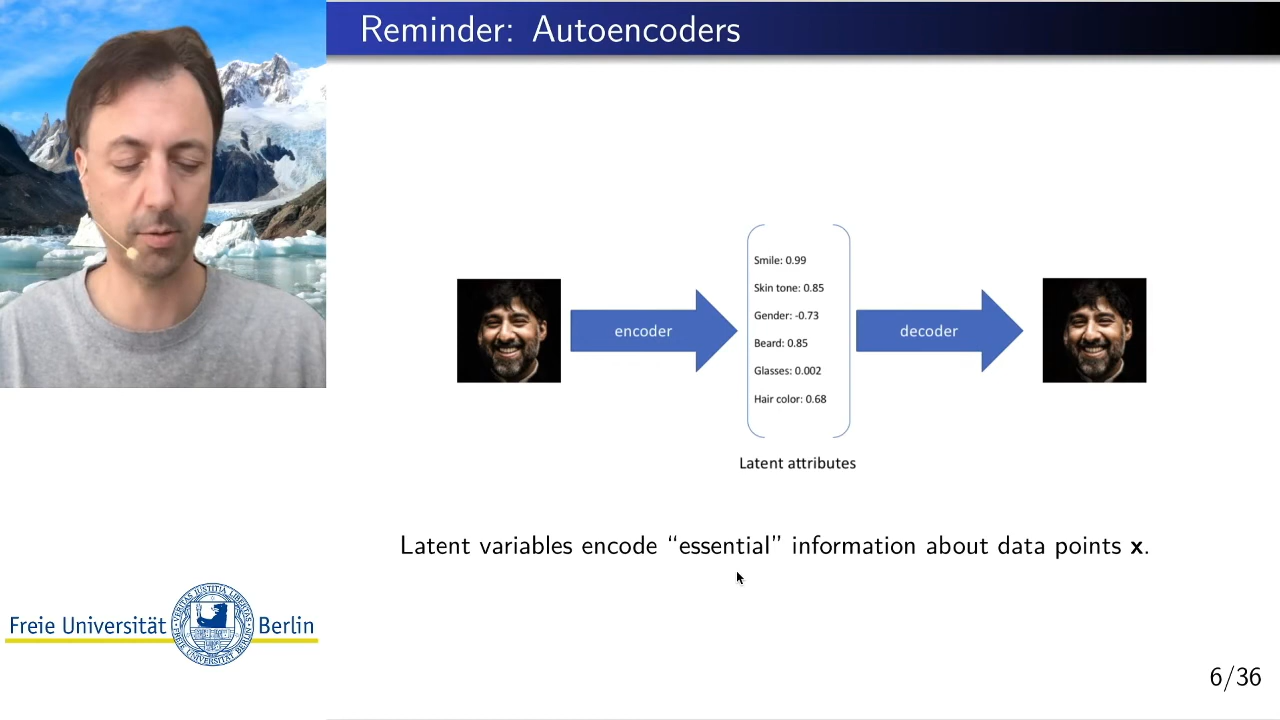 Reminder: Autoencoders
encoder
Smile: 0.99
Skin tone: 0.85
Gender: -0.73
Beard: 0.85
Glasses: 0.002
Hair color: 0.68
decoder
Latent attributes
Latent variables encode “essential” information about data points x.
Freie Universität Berlin
6/36